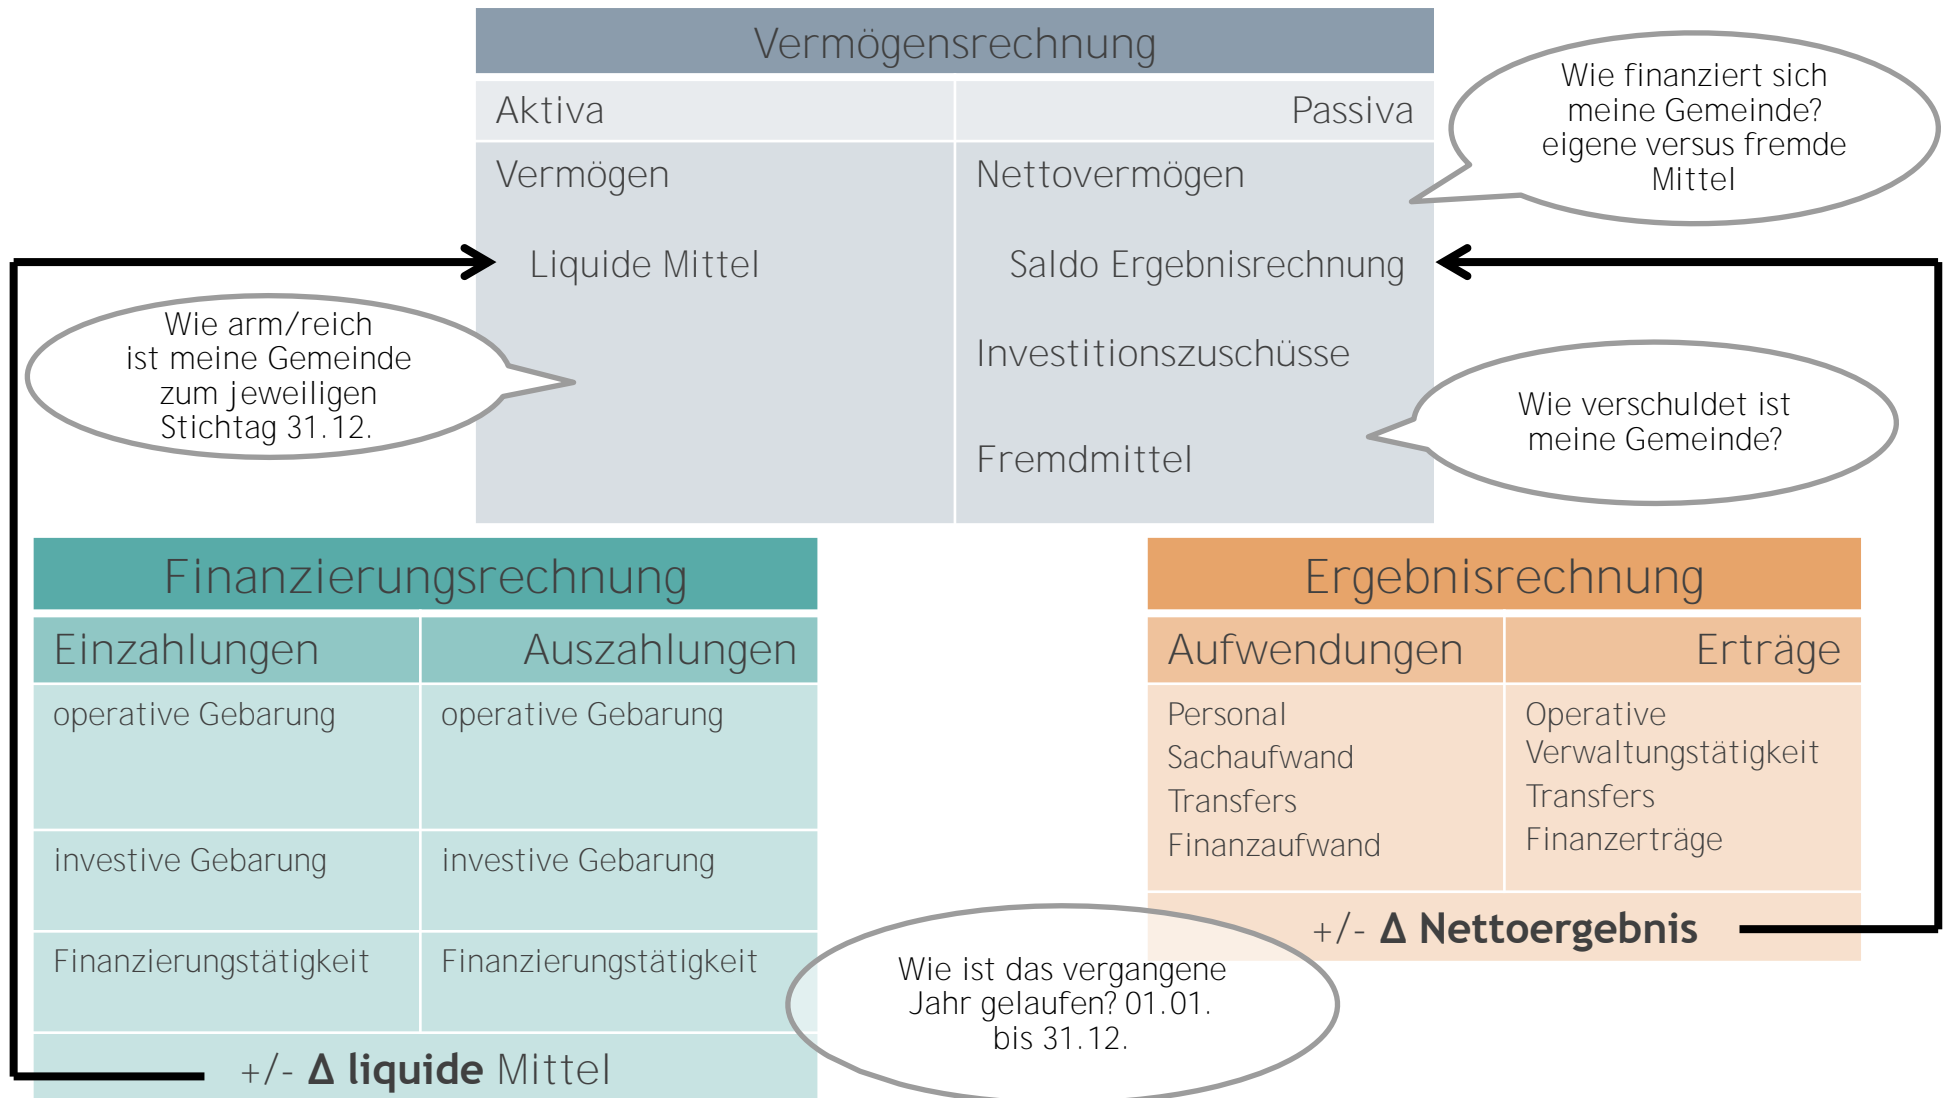 Vermögensrechnung
Aktiva
Passiva
Vermögen
Liquide Mittel
Nettovermögen
Saldo Ergebnisrechnung
Investitionszuschüsse
Fremdmittel
Wie finanziert sich
meine Gemeinde?
eigene versus fremde
Mittel
Wie arm/reich
ist meine Gemeinde
zum jeweiligen
Stichtag 31.12.
Wie verschuldet ist
meine Gemeinde?
Finanzierungsrechnung
Einzahlungen
Auszahlungen
operative Gebarung
operative Gebarung
investive Gebarung
investive Gebarung
Finanzierungstätigkeit
Finanzierungstätigkeit
+/- Δ liquide Mittel
Ergebnisrechnung
Aufwendungen
Erträge
Personal
Sachaufwand
Transfers
Finanzaufwand
Operative
Verwaltungstätigkeit
Transfers
Finanzerträge
+/- Δ Nettoergebnis
Wie ist das vergangene
Jahr gelaufen? 01.01.
bis 31.12.